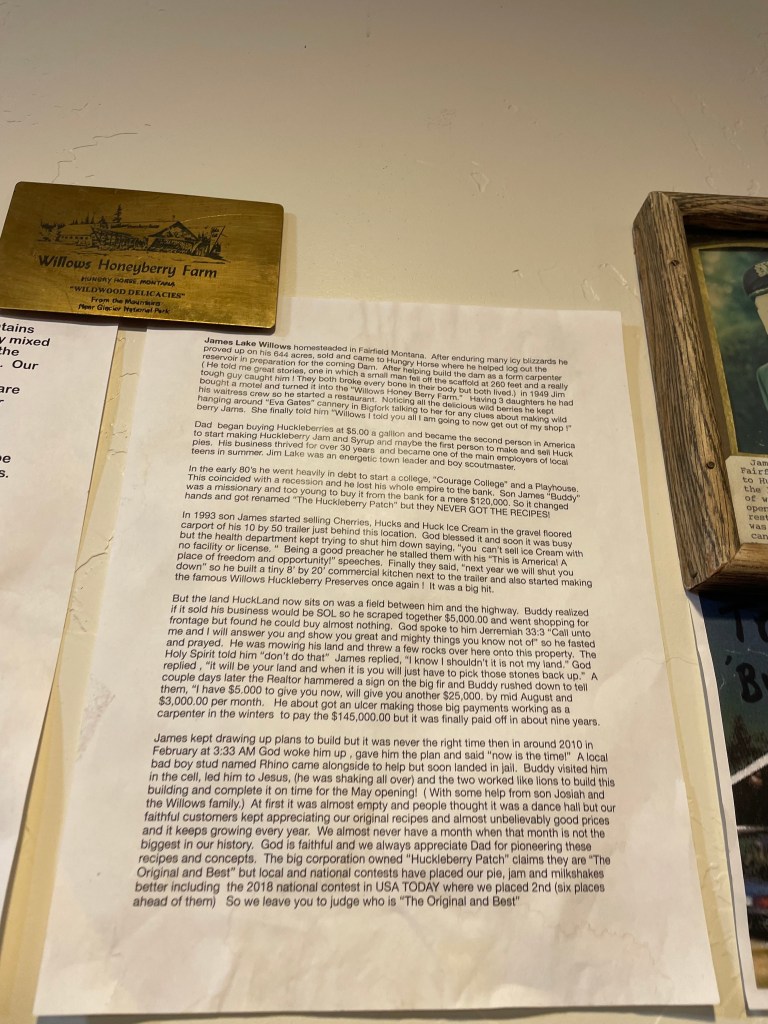 Willows Honeyberry Farm
HUNGRY HORSE, MONTANA
"WILDWOOD DELICACIES"
From the Mountains
Near Glacier National Park
tains
y mixed
the
. Our
are
r
e
s.
James Lake Willows homesteaded in Fairfield Montana. After enduring many icy blizzards he
proved up on his 644 acres, sold and came to Hungry Horse where he helped log out the
reservoir in preparation for the coming Dam. After helping build the dam as a form carpenter
( He told me great stories, one in which a small man fell off the scaffold at 260 feet and a really
tough guy caught him ! They both broke every bone in their body but both lived.) in 1949 Jim
bought a motel and turned it into the "Willows Honey Berry Farm." Having 3 daughters he had
his waitress crew so he started a restaurant. Noticing all the delicious wild berries he kept
hanging around "Eva Gates" cannery in Bigfork talking to her for any clues about making wild
berry Jams. She finally told him "Willows I told you all I am going to now get out of my shop !"
Dad began buying Huckleberries at $5.00 a gallion and became the second person in America
to start making Huckleberry Jam and Syrup and maybe the first person to make and sell Huck
pies. His business thrived for over 30 years and became one of the main employers of local
teens in summer. Jim Lake was an energetic town leader and boy scoutmaster.
In the early 80's he went heavily in debt to start a college, "Courage College" and a Playhouse.
This coincided with a recession and he lost his whole empire to the bank. Son James "Buddy"
was a missionary and too young to buy it from the bank for a mere $120,000. So it changed
hands and got renamed "The Huckleberry Patch" but they NEVER GOT THE RECIPES!
In 1993 son James started selling Cherries, Hucks and Huck Ice Cream in the gravel floored
carport of his 10 by 50 trailer just behind this location. God blessed it and soon it was busy
but the health department kept trying to shut him down saying, "you can't sell ice Cream with
no facility or license. " Being a good preacher he stalled them with his "This is America! A
place of freedom and opportunity!" speeches. Finally they said, "next year we will shut you
down" so he built a tiny 8' by 20' commercial kitchen next to the trailer and also started making
the famous Willows Huckleberry Preserves once again ! It was a big hit.
But the land HuckLand now sits on was a field between him and the highway. Buddy realized
if it sold his business would be SOL so he scraped together $5,000.00 and went shopping for
frontage but found he could buy almost nothing. God spoke to him Jerremiah 33:3 "Call unto
me and I will answer you and show you great and mighty things you know not of" so he fasted
and prayed. He was mowing his land and threw a few rocks over here onto this property. The
Holy Spirit told him "don't do that" James replied, "I know I shouldn't it is not my land." God
replied , "it will be your land and when it is you will just have to pick those stones back up." A
couple days later the Realtor hammered a sign on the big fir and Buddy rushed down to tell
them, "I have $5.000 to give you now, will give you another $25,000. by mid August and
$3,000.00 per month. He about got an ulcer making those big payments working as a
carpenter in the winters to pay the $145,000.00 but it was finally paid off in about nine years.
James kept drawing up plans to build but it was never the right time then in around 2010 in
February at 3:33 AM God woke him up , gave him the plan and said "now is the time!" A local
bad boy stud named Rhino came alongside to help but soon landed in jail. Buddy visited him
in the cell, led him to Jesus, (he was shaking all over) and the two worked like lions to build this
building and complete it on time for the May opening! ( With some help from son Josiah and
the Willows family.) At first it was almost empty and people thought it was a dance hall but our
faithful customers kept appreciating our original recipes and almost unbelievably good prices
and it keeps growing every year. We almost never have a month when that month is not the
biggest in our history. God is faithful and we always appreciate Dad for pioneering these
recipes and concepts. The big corporation owned "Huckleberry Patch" claims they are "The
Original and Best" but local and national contests have placed our pie, jam and milkshakes
better including the 2018 national contest in USA TODAY where we placed 2nd (six places
ahead of them) So we leave you to judge who is "The Original and Best"
Jam
Fairf
to Hu
the
of w
oper
rest
was
can
'B